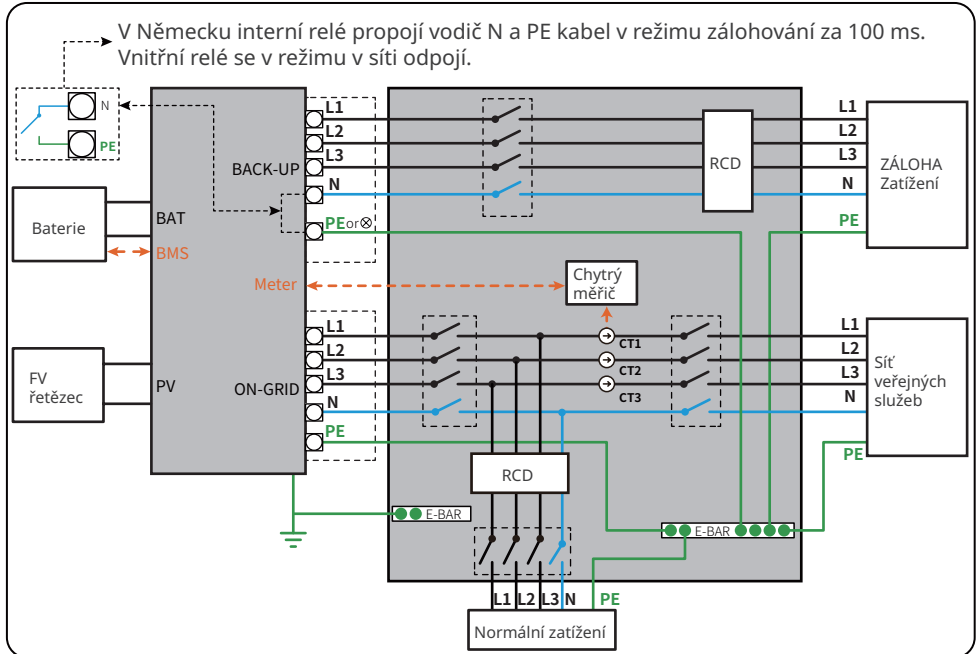 V Německu interní relé propojí vodič N a PE kabel v režimu zálohování za 100 ms.
Vnitřní relé se v režimu v síti odpojí.
N
PE
Baterie
BAT
BMS
FV
řetězec
PV
BACK-UP
L1
L2
L3
N
PEor⊗
Meter
ON-GRID
L1
L2
L3
N
PE
RCD
L1
L2
L3
N
PE
ZÁLOHA
Zatížení
Chytrý
měřič
CT1
CT2
CT3
L1
L2
L3
N
PE
Síť
veřejných
služeb
RCD
E-BAR
E-BAR
L1 L2 L3 N PE
Normální zatížení